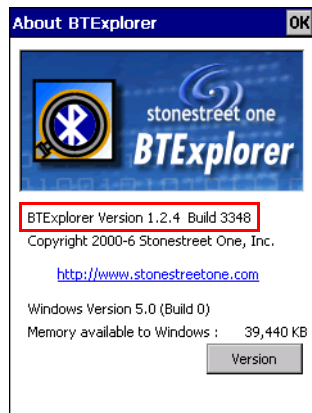 About BTExplorer OK
stonestreet one
BTExplorer
BTExplorer Version 1.2.4 Build 3348
Copyright 2000-6 Stonestreet One, Inc.
http://www.stonestreetone.com
Windows Version 5.0 (Build 0)
Memory available to Windows : 39,440 KB
Version